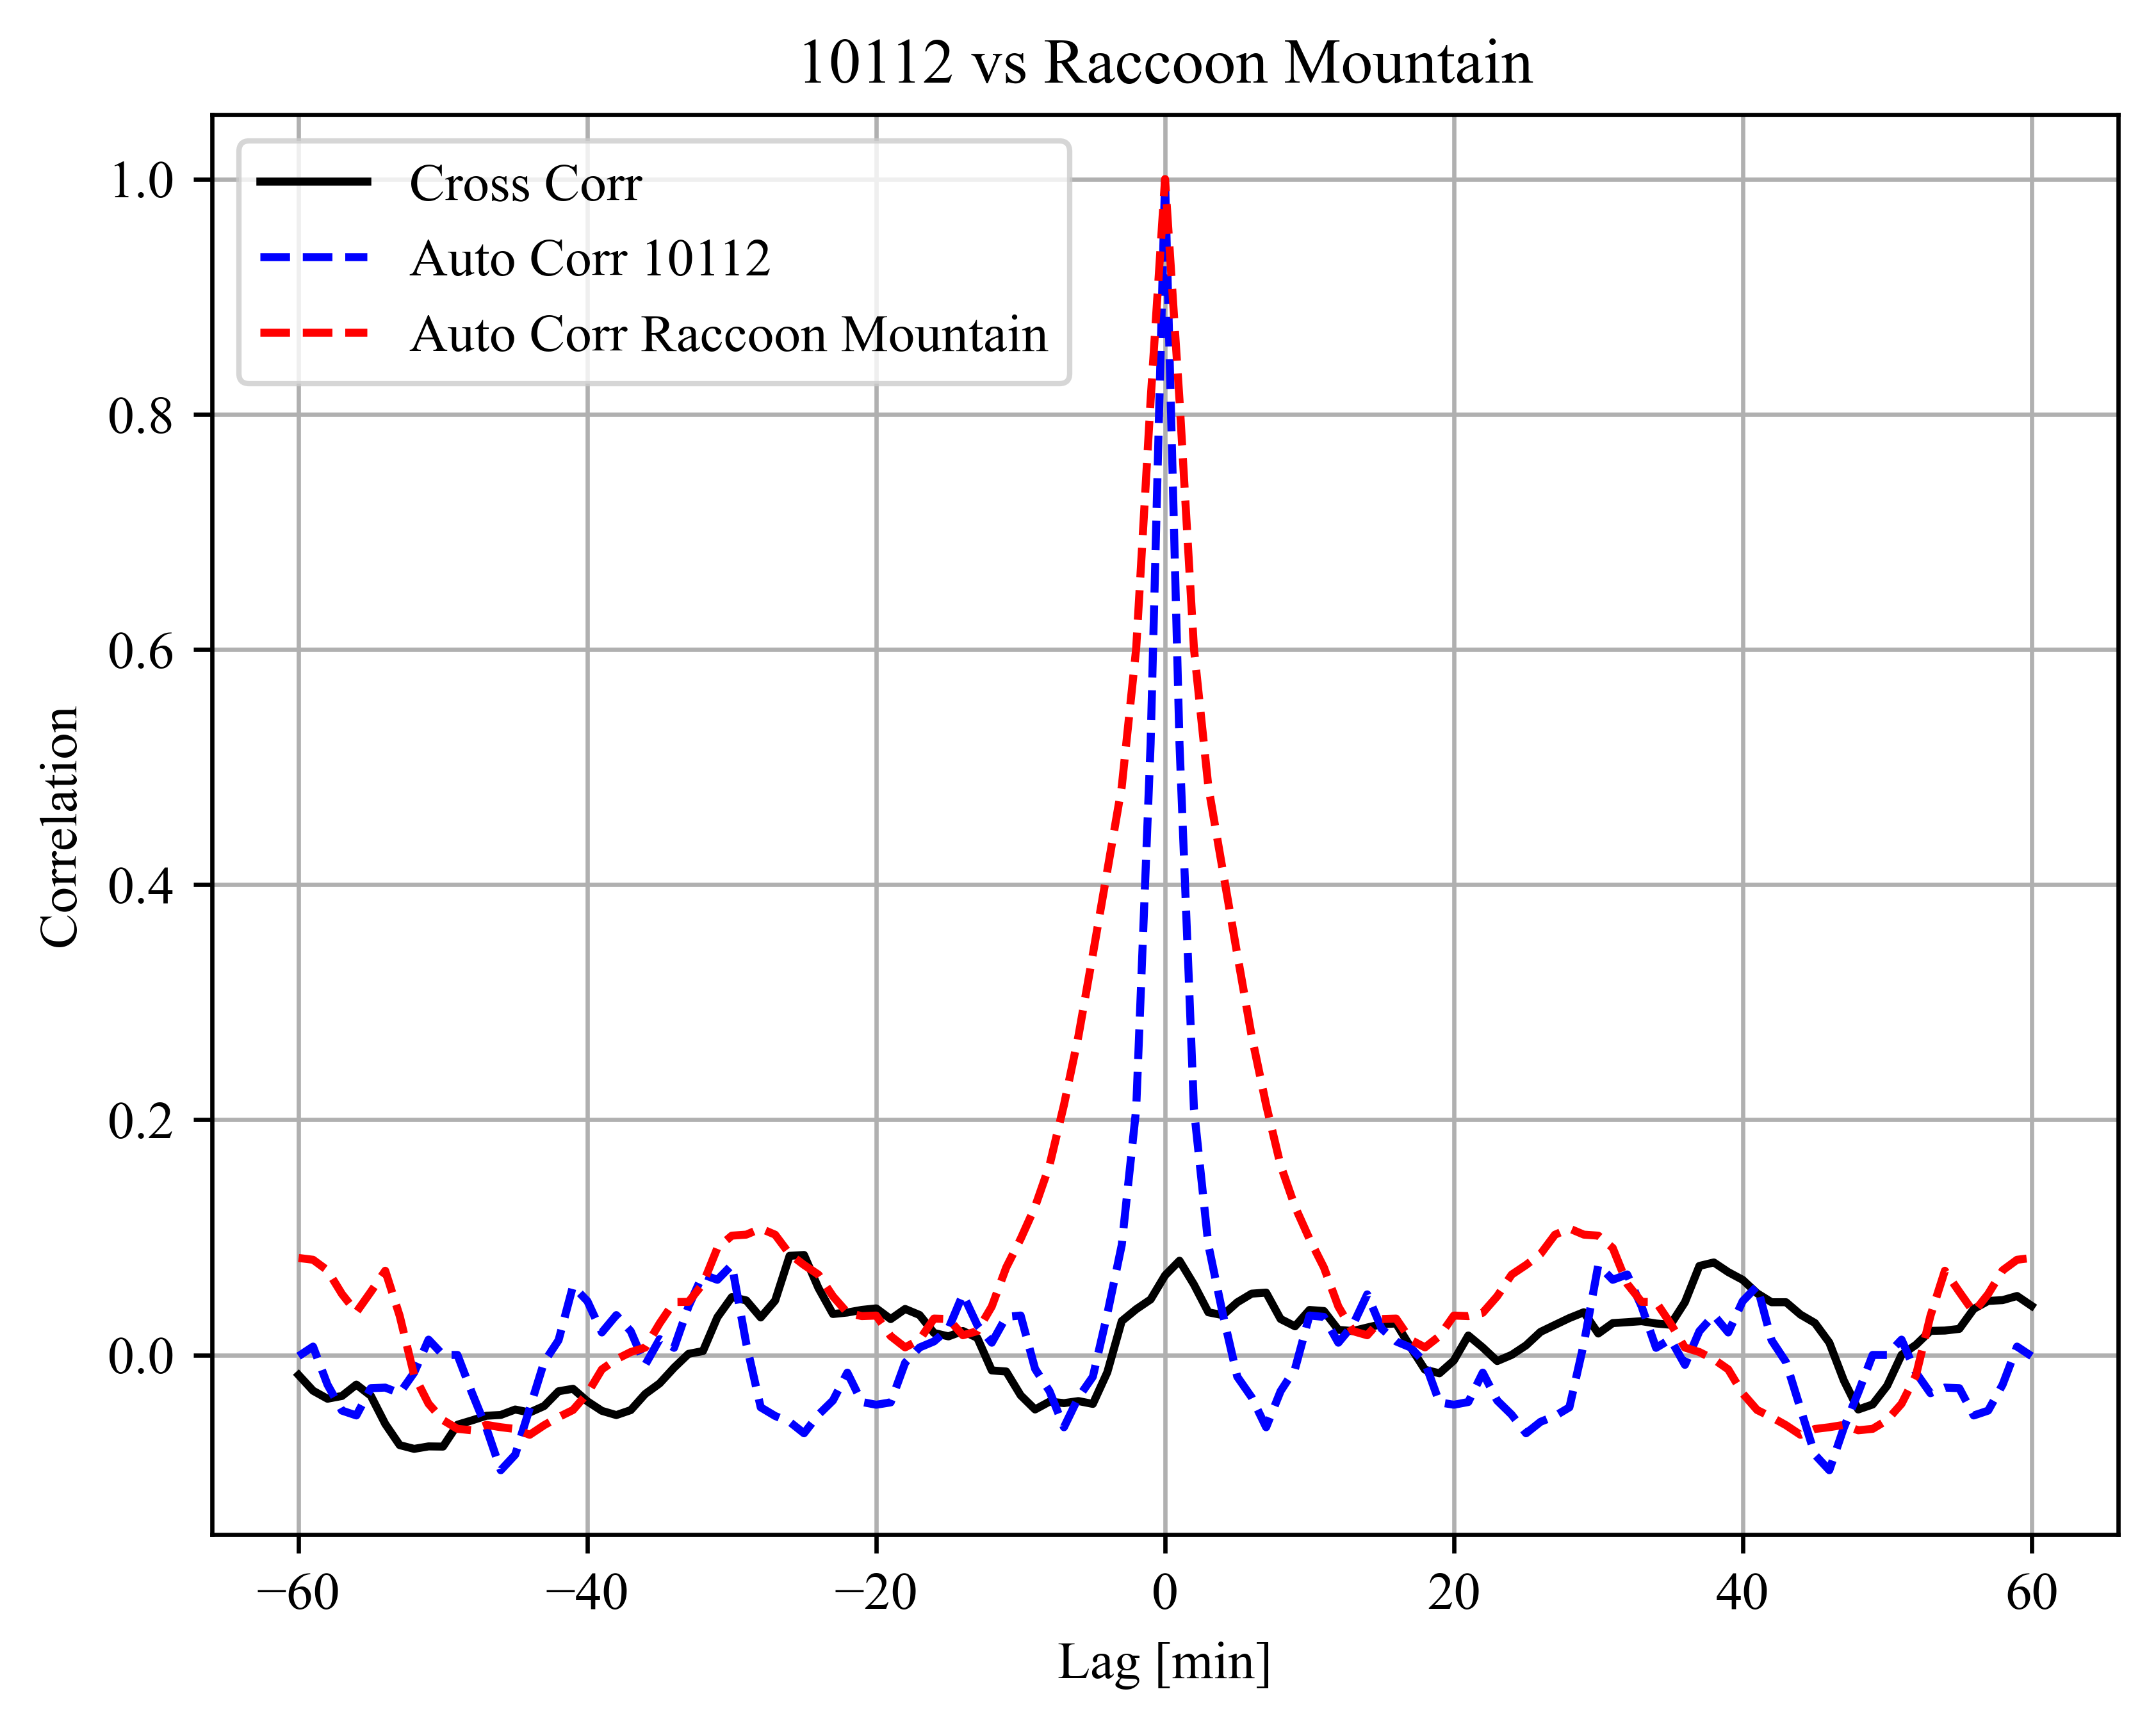 10112 vs Raccoon Mountain
Cross Corr
Auto Corr 10112
Auto Corr Raccoon Mountain
1.0
0.8
0.6
0.4
0.2
0.0
Correlation
−60 −40 −20 0 20 40 60
Lag [min]